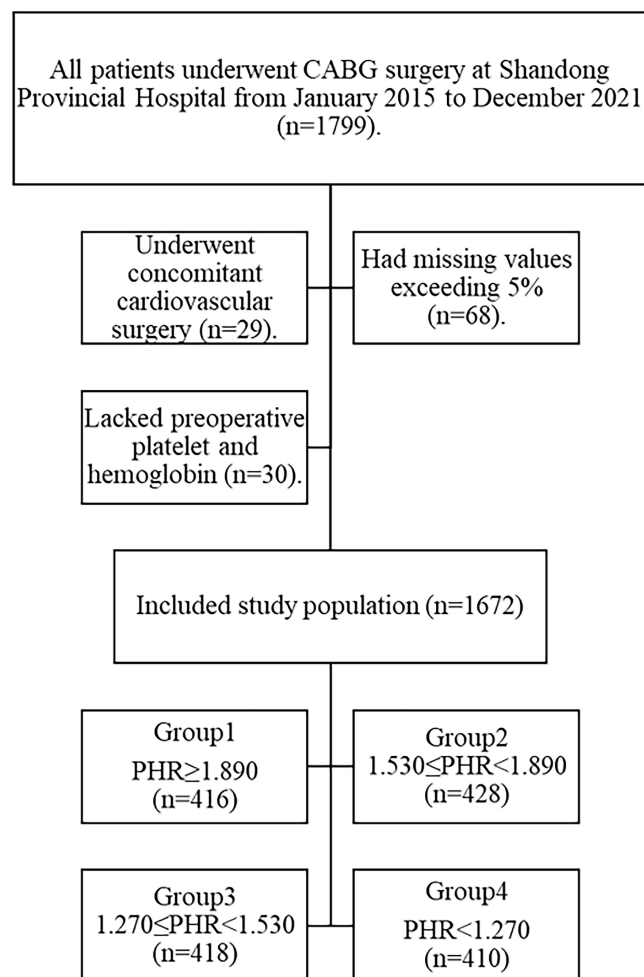 All patients underwent CABG surgery at Shandong
Provincial Hospital from January 2015 to December 2021
(n=1799).
Underwent
concomitant
cardiovascular
surgery (n=29).
Had missing values
exceeding 5%
(n=68).
Lacked preoperative
platelet and
hemoglobin (n=30).
Included study population (n=1672)
Group1
PHR≥1.890
(n=416)
Group2
1.530≤PHR<1.890
(n=428)
Group3
1.270≤PHR<1.530
(n=418)
Group4
PHR<1.270
(n=410)